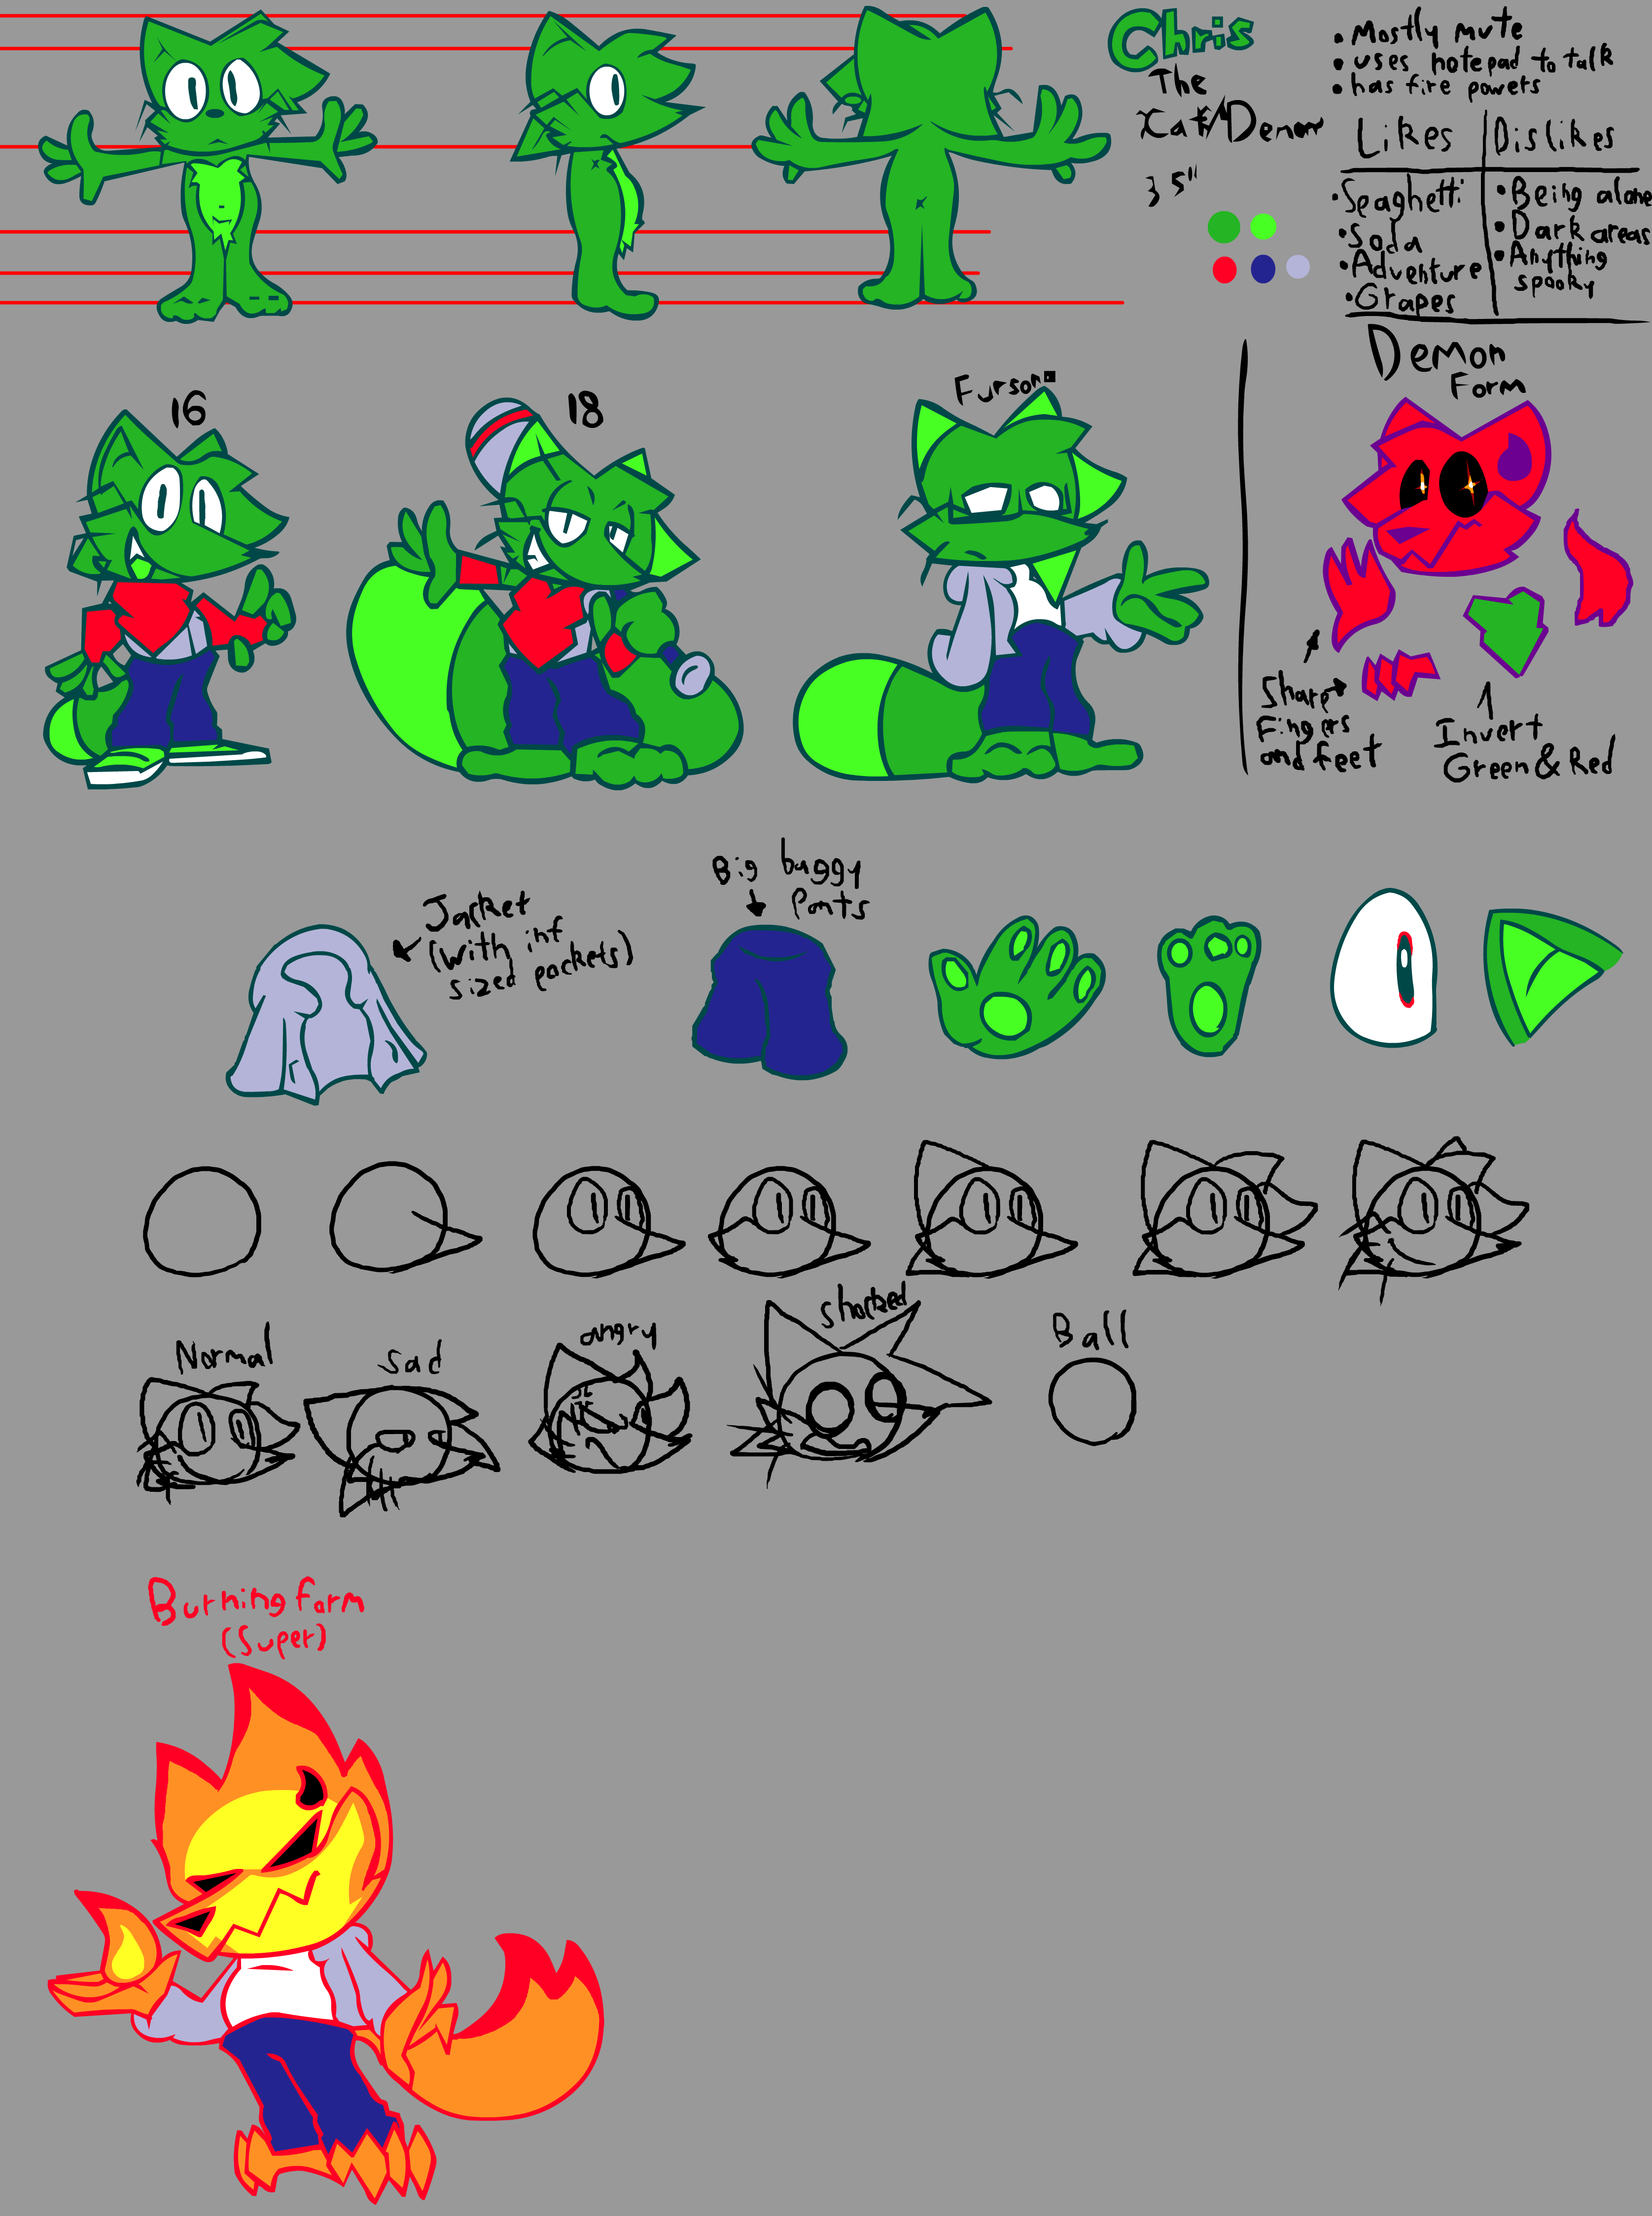 Chris
The
Cat/Demon
3'5"
• Mostly mute
• uses notepad to talk
• has fire powers
Likes
Dislikes
• Spaghetti
• Soda
• Adventure
• Grapes
• Being alone
• Dark areas
• Anything
spooky
16
18
Demon
Form
Sharp
Fingers
and feet
Invert
Green & Red
Jacket
(with inf
sized pockets)
Big baggy
Pants
Normal
Sad
angry
Shocked
Ball
Burning form
(Super)